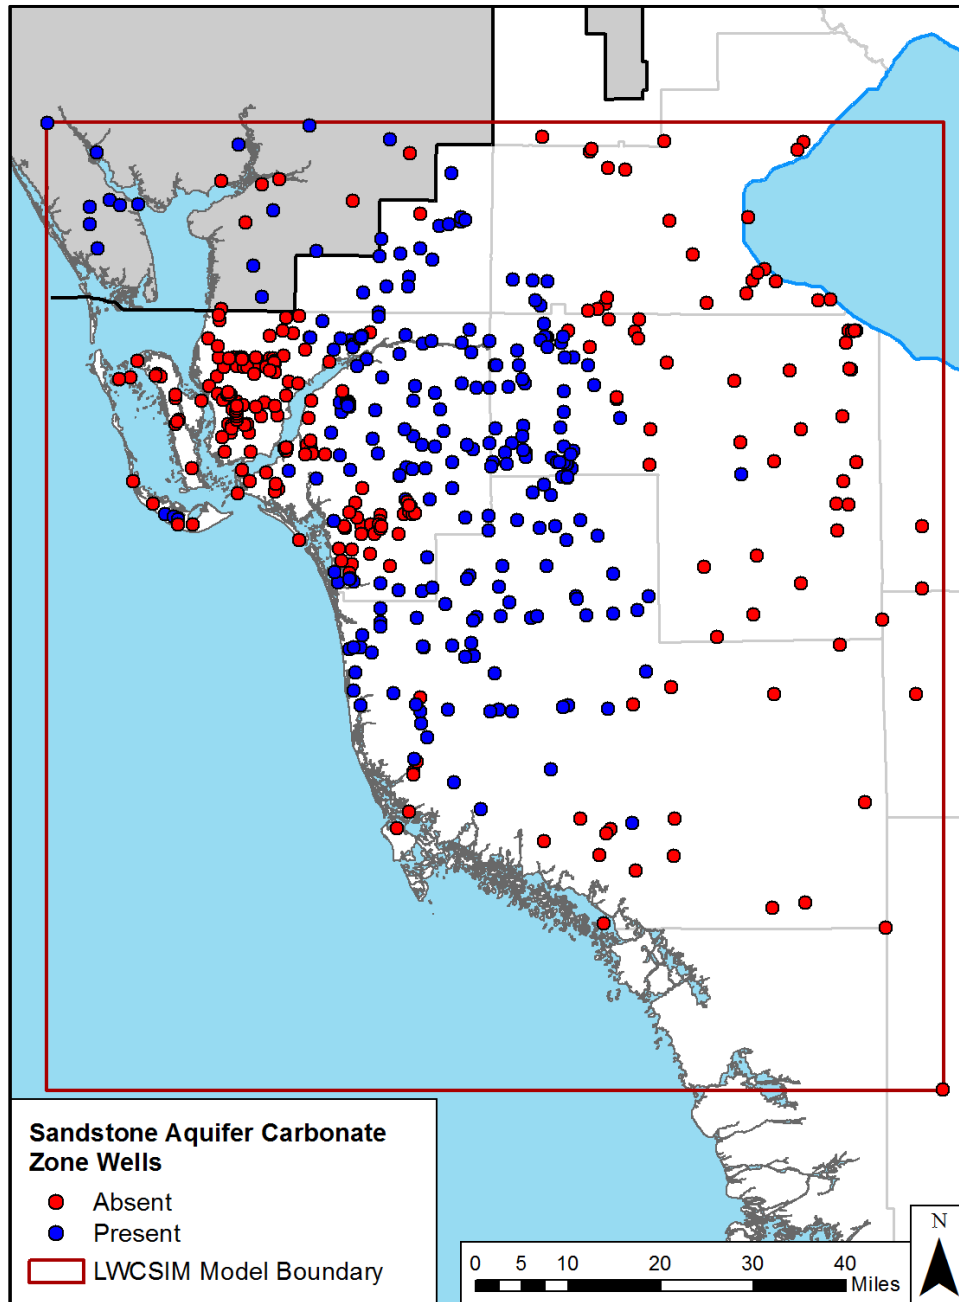 Sandstone Aquifer Carbonate
Zone Wells
Absent
Present
LWCSIM Model Boundary
N
0 5 10 20 30 40
Miles